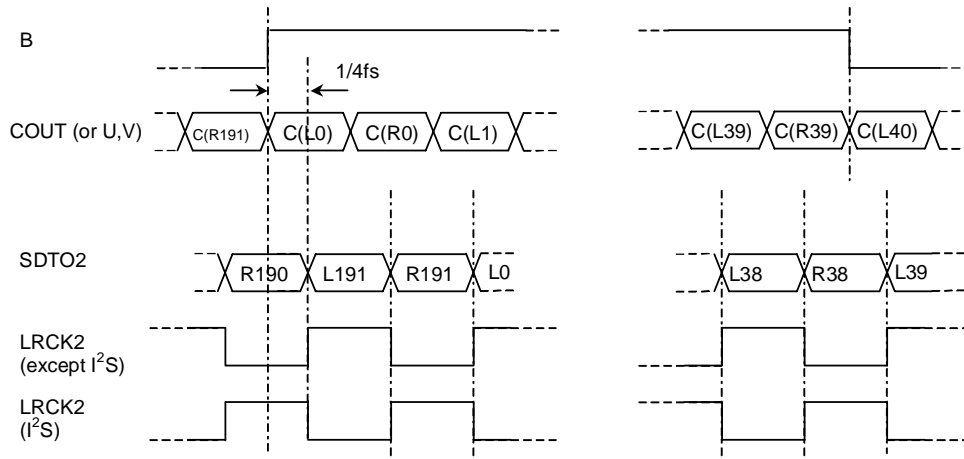 B
1/4fs
COUT (or U,V) C(R191) C(L0) C(R0) C(L1) C(L39) C(R39) C(L40)
SDTO2 R190 L191 R191 L0 L38 R38 L39
LRCK2
(except I²S)
LRCK2
(I²S)